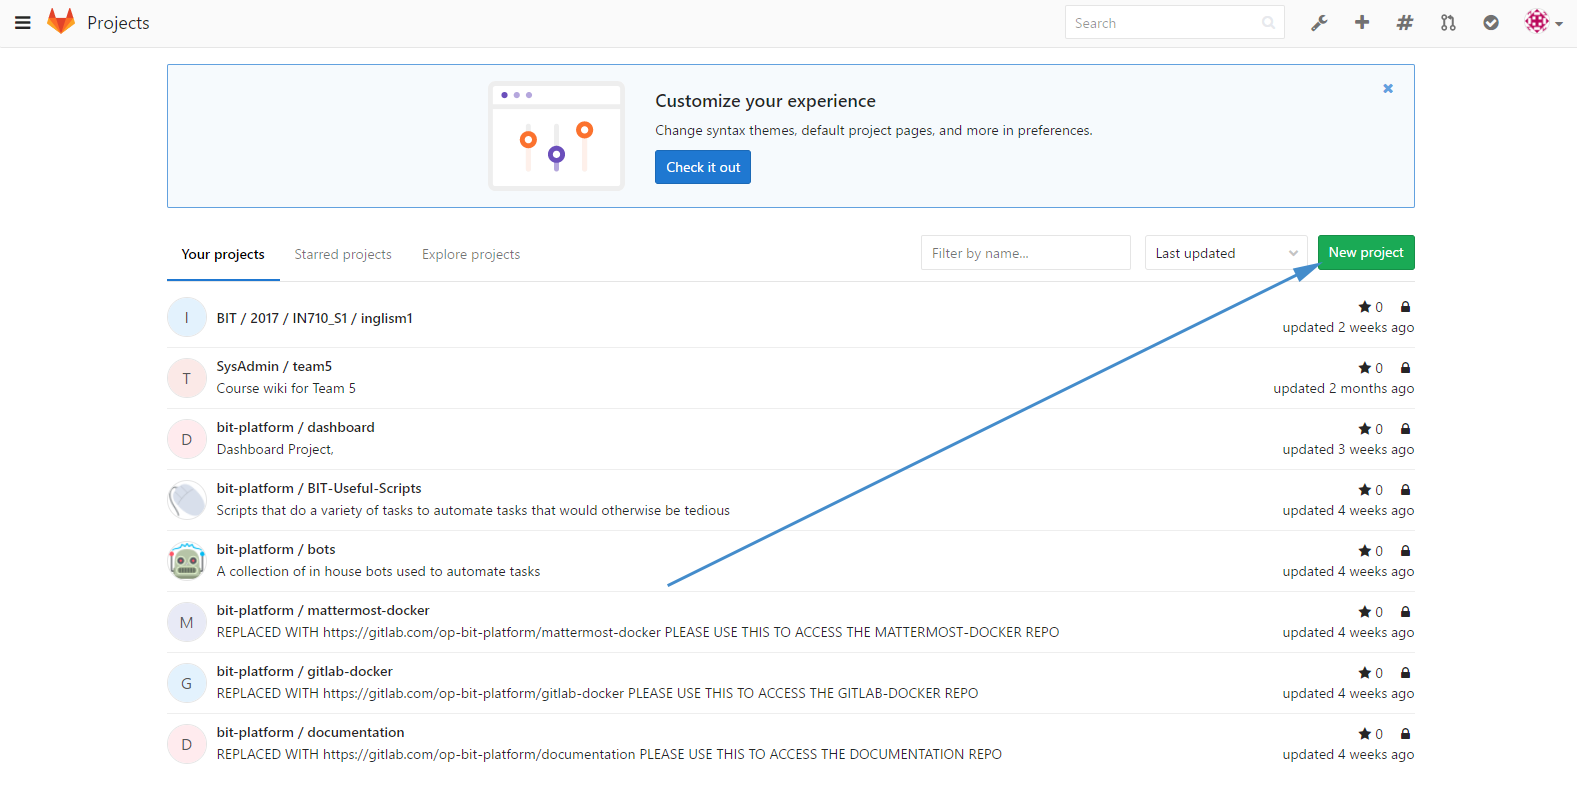 Projects
Search
Customize your experience
Change syntax themes, default project pages, and more in preferences.
Check it out
Your projects
Starred projects
Explore projects
Filter by name...
Last updated
New project
I
BIT / 2017 / IN710_S1 / inglism1
0
updated 2 weeks ago
T
SysAdmin / team5
Course wiki for Team 5
0
updated 2 months ago
D
bit-platform / dashboard
Dashboard Project,
0
updated 3 weeks ago
bit-platform / BIT-Useful-Scripts
Scripts that do a variety of tasks to automate tasks that would otherwise be tedious
0
updated 4 weeks ago
bit-platform / bots
A collection of in house bots used to automate tasks
0
updated 4 weeks ago
M
bit-platform / mattermost-docker
REPLACED WITH https://gitlab.com/op-bit-platform/mattermost-docker PLEASE USE THIS TO ACCESS THE MATTERMOST-DOCKER REPO
0
updated 4 weeks ago
G
bit-platform / gitlab-docker
REPLACED WITH https://gitlab.com/op-bit-platform/gitlab-docker PLEASE USE THIS TO ACCESS THE GITLAB-DOCKER REPO
0
updated 4 weeks ago
D
bit-platform / documentation
REPLACED WITH https://gitlab.com/op-bit-platform/documentation PLEASE USE THIS TO ACCESS THE DOCUMENTATION REPO
0
updated 4 weeks ago